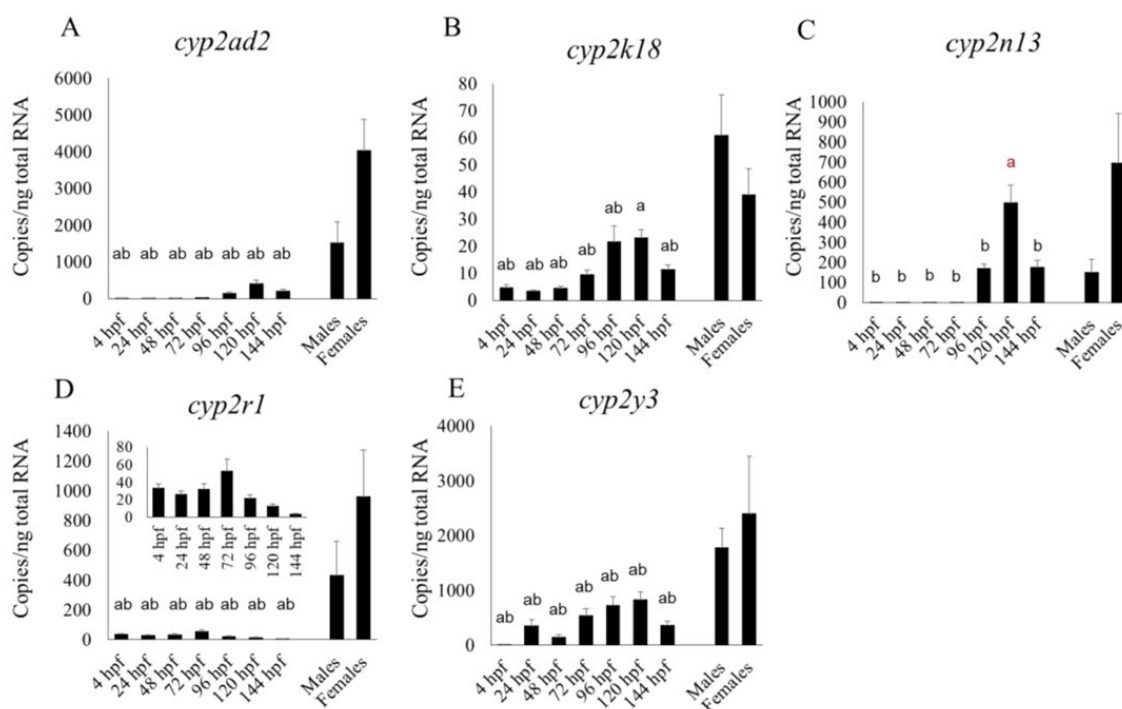 A
cyp2ad2
Copies/ng total RNA
6000
5000
4000
3000
2000
1000
0
ab ab ab ab ab ab ab
4 hpf
24 hpf
48 hpf
72 hpf
96 hpf
120 hpf
144 hpf
Males
Females
B
cyp2k18
Copies/ng total RNA
80
70
60
50
40
30
20
10
0
ab ab ab ab ab a ab
4 hpf
24 hpf
48 hpf
72 hpf
96 hpf
120 hpf
144 hpf
Males
Females
C
cyp2n13
Copies/ng total RNA
1000
900
800
700
600
500
400
300
200
100
0
b b b b b a b
4 hpf
24 hpf
48 hpf
72 hpf
96 hpf
120 hpf
144 hpf
Males
Females
D
cyp2r1
Copies/ng total RNA
1400
1200
1000
800
600
400
200
0
80
60
40
20
0
4 hpf
24 hpf
48 hpf
72 hpf
96 hpf
120 hpf
144 hpf
ab ab ab ab ab ab ab
4 hpf
24 hpf
48 hpf
72 hpf
96 hpf
120 hpf
144 hpf
Males
Females
E
cyp2y3
Copies/ng total RNA
4000
3000
2000
1000
0
ab ab ab ab ab ab ab
4 hpf
24 hpf
48 hpf
72 hpf
96 hpf
120 hpf
144 hpf
Males
Females